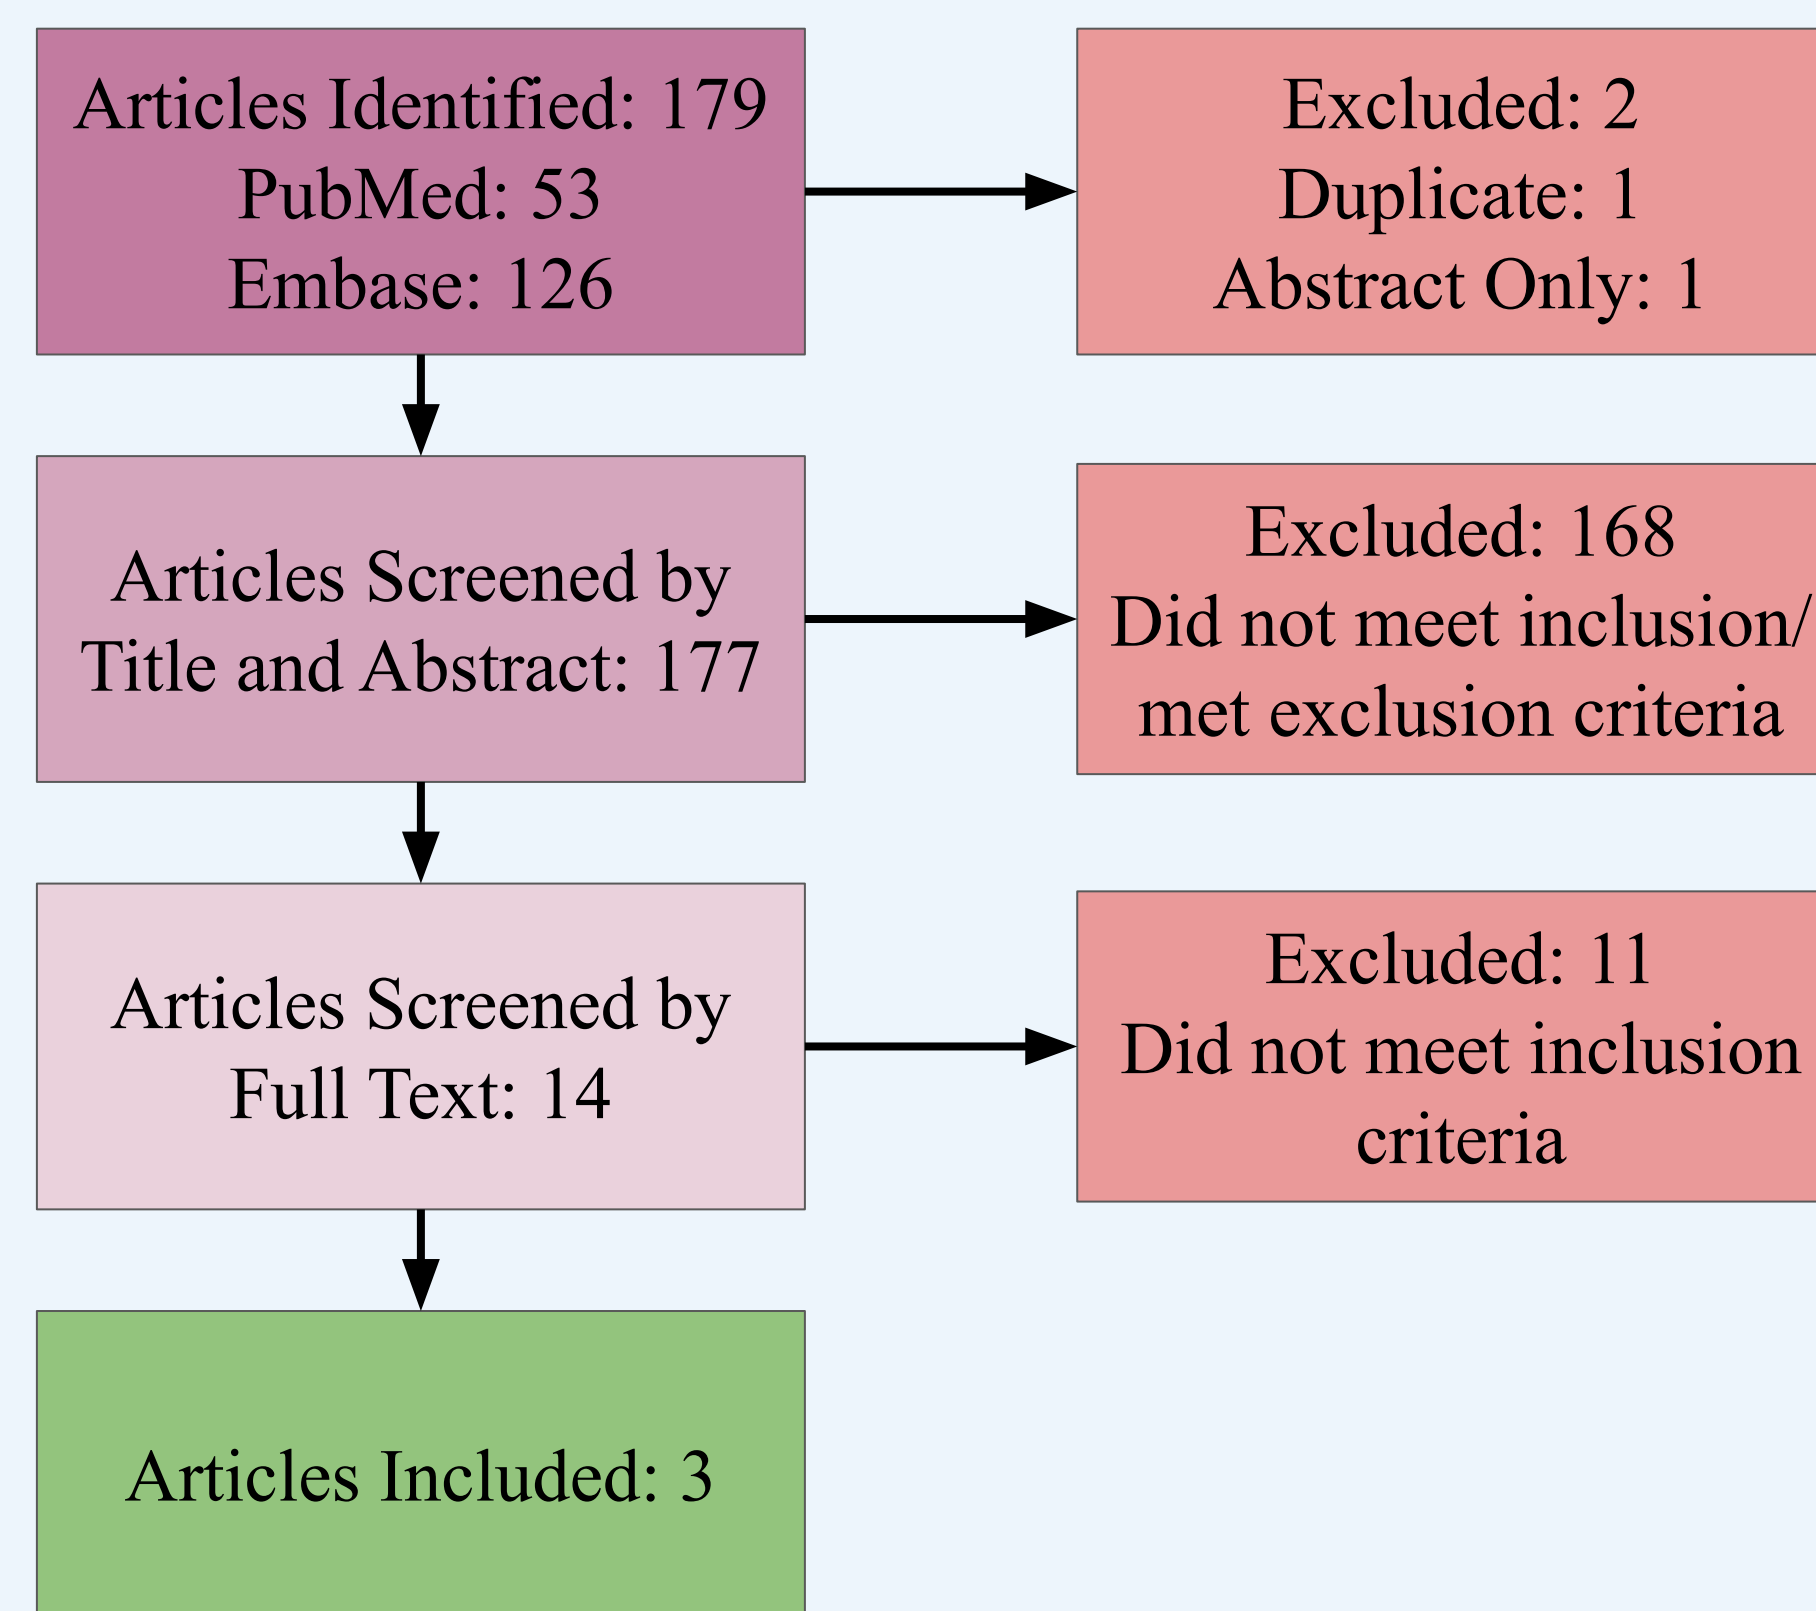 Articles Identified: 179
PubMed: 53
Embase: 126
Excluded: 2
Duplicate: 1
Abstract Only: 1
Articles Screened by
Title and Abstract: 177
Excluded: 168
Did not meet inclusion/
met exclusion criteria
Articles Screened by
Full Text: 14
Excluded: 11
Did not meet inclusion
criteria
Articles Included: 3